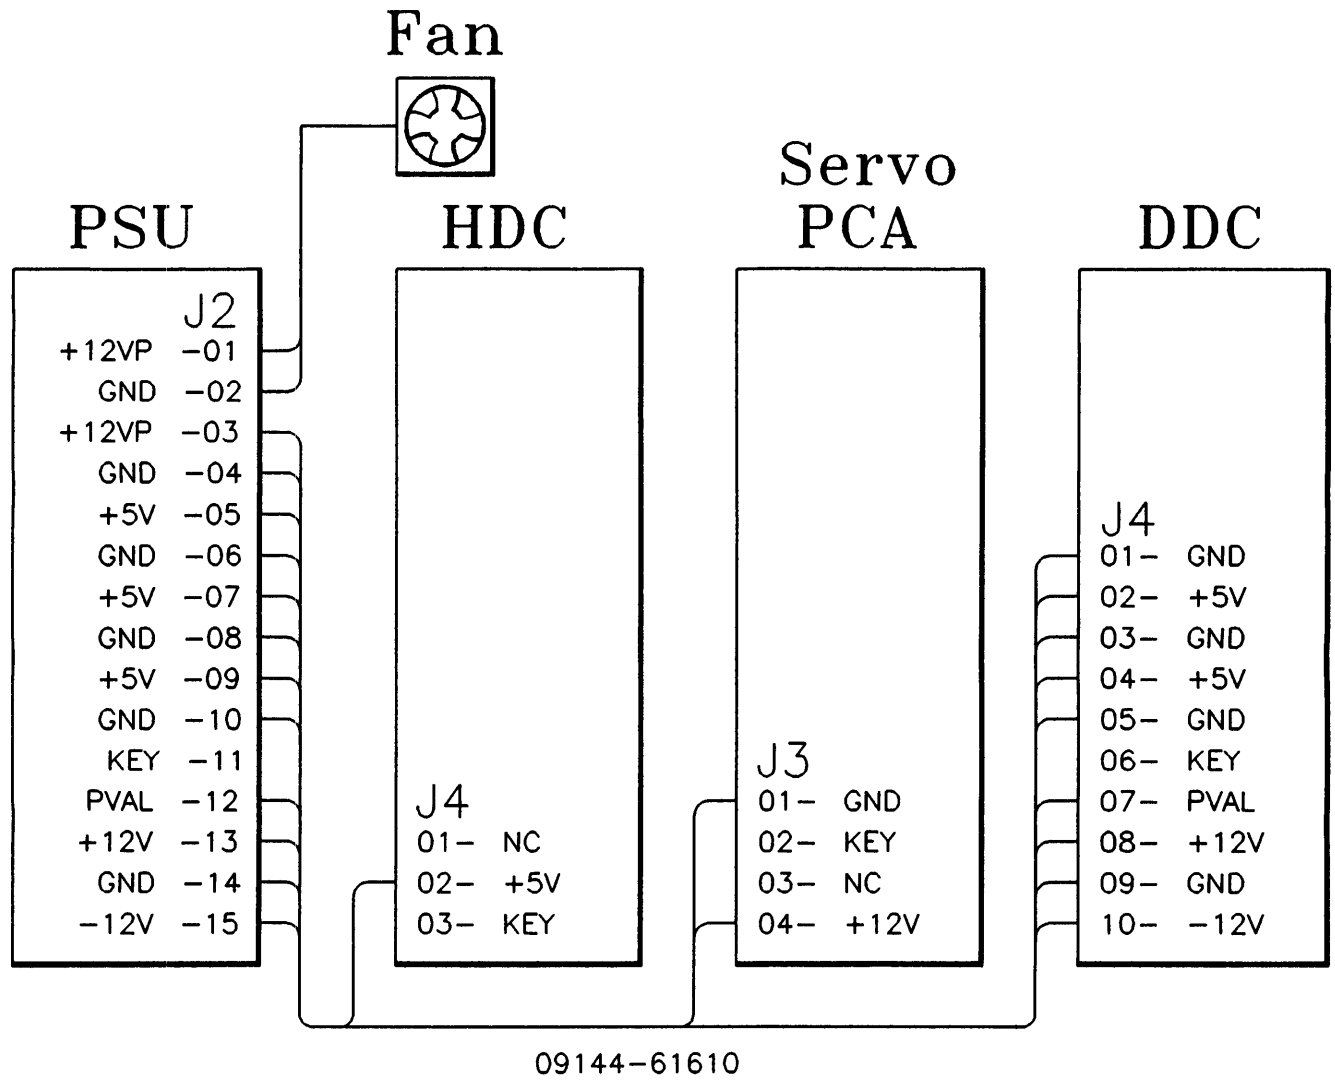 Fan
PSU
HDC
Servo
PCA
DDC
J2
+12VP -01
GND -02
+12VP -03
GND -04
+5V -05
GND -06
+5V -07
GND -08
+5V -09
GND -10
KEY -11
PVAL -12
+12V -13
GND -14
-12V -15
J4
01- NC
02- +5V
03- KEY
J3
01- GND
02- KEY
03- NC
04- +12V
J4
01- GND
02- +5V
03- GND
04- +5V
05- GND
06- KEY
07- PVAL
08- +12V
09- GND
10- -12V
09144-61610